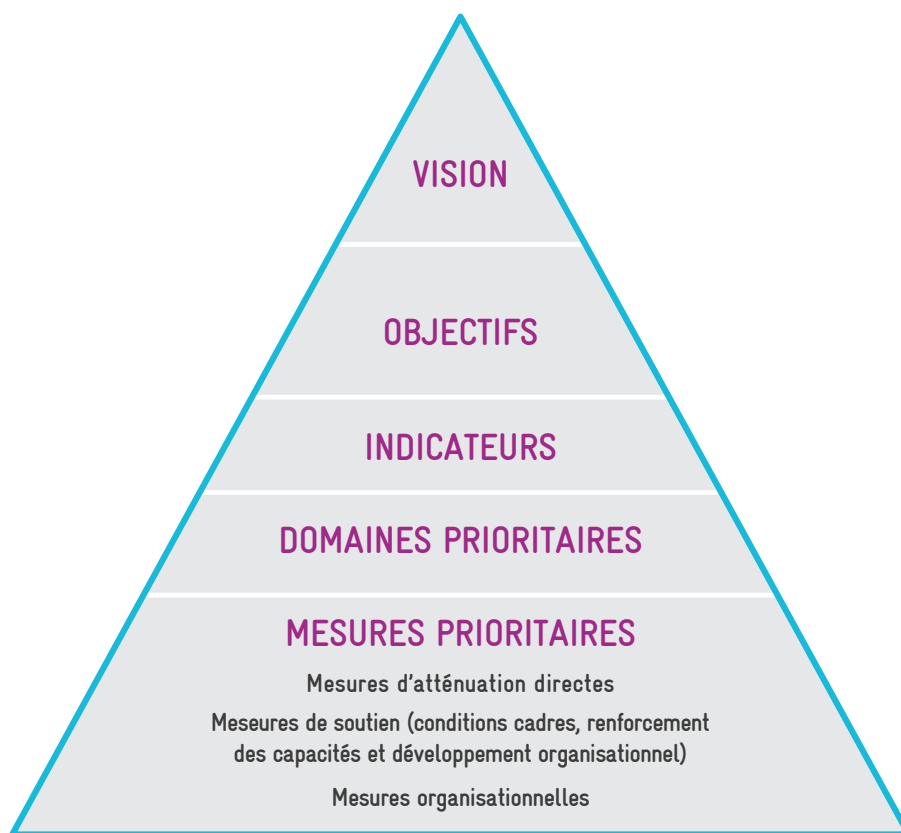 VISION
OBJECTIFS
INDICATEURS
DOMAINES PRIORITAIRES
MESURES PRIORITAIRES
Mesures d'atténuation directes
Meseures de soutien (conditions cadres, renforcement
des capacités et développement organisationnel)
Mesures organisationnelles